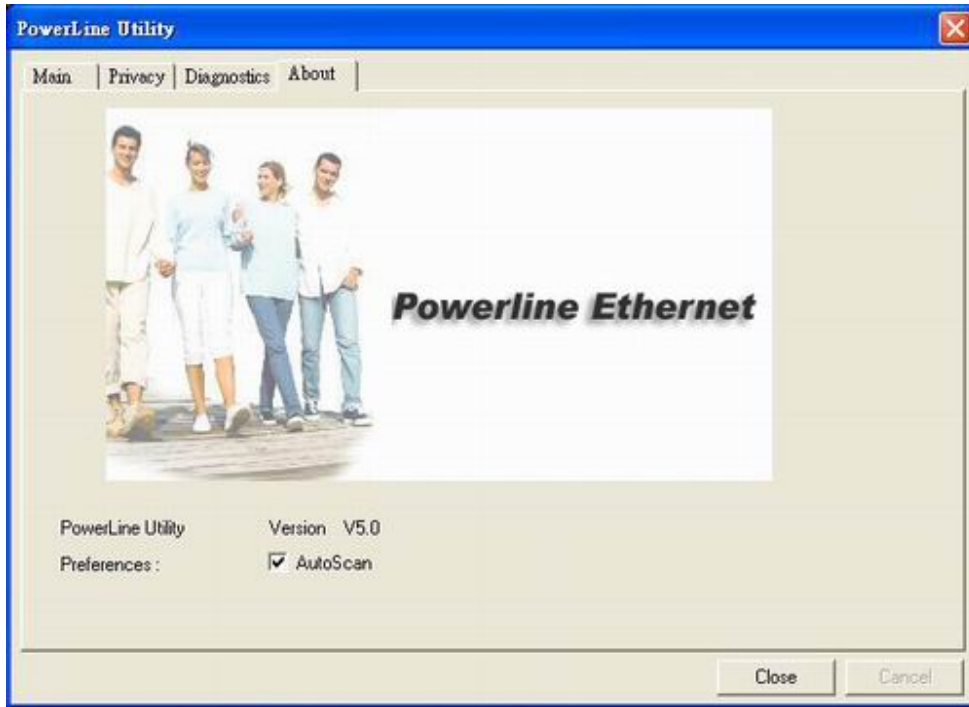 PowerLine Utility
Main Privacy Diagnostics About
Powerline Ethernet
PowerLine Utility Version V5.0
Preferences : AutoScan
Close Cancel